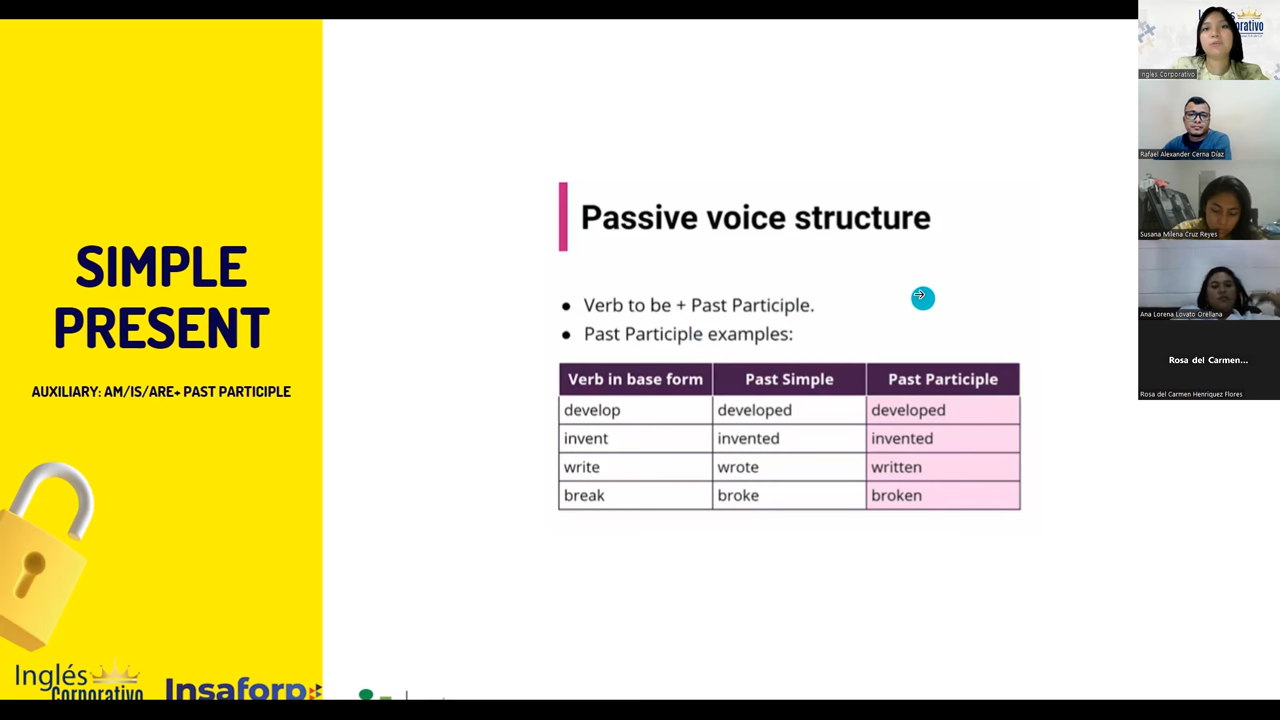 SIMPLE
PRESENT
AUXILIARY: AM/IS/ARE+ PAST PARTICIPLE
Inglés
Corporativo
Insaforp
Passive voice structure
• Verb to be + Past Participle.
• Past Participle examples:
Verb in base form Past Simple Past Participle
develop developed developed
invent invented invented
write wrote written
break broke broken
Inglés Corporativo
Rafael Alexander Cerna Díaz
Susana Milena Cruz Reyes
Ana Lorena Lovato Orellana
Rosa del Carmen...
Rosa del Carmen Henriquez Flores